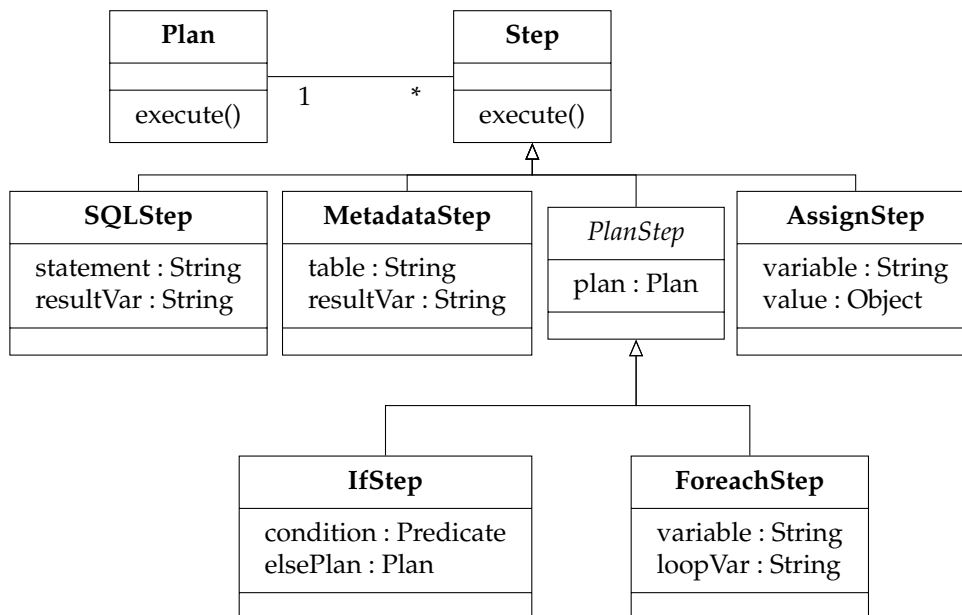 Plan
execute()
1
*
Step
execute()
SQLStep
statement : String
resultVar : String
MetadataStep
table : String
resultVar : String
PlanStep
plan : Plan
AssignStep
variable : String
value : Object
IfStep
condition : Predicate
elsePlan : Plan
ForeachStep
variable : String
loopVar : String